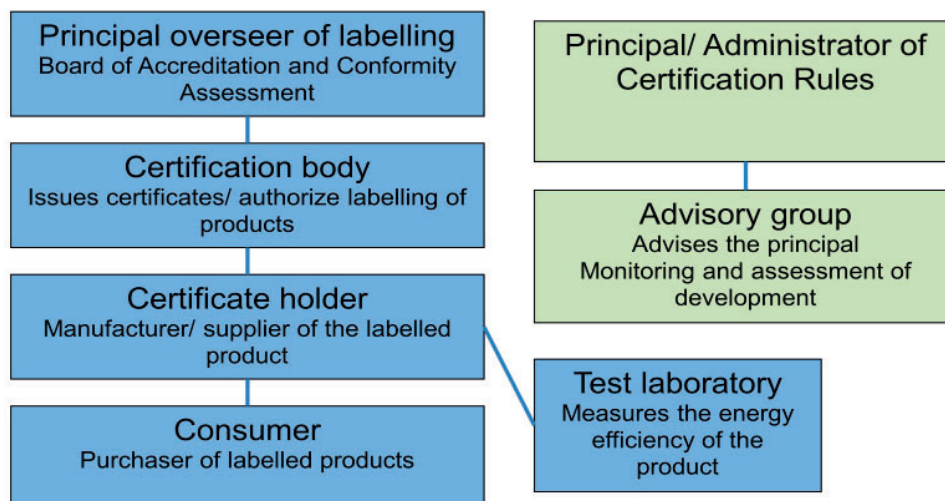 Principal overseer of labelling
Board of Accreditation and Conformity
Assessment
Certification body
Issues certificates/ authorize labelling of
products
Certificate holder
Manufacturer/ supplier of the labelled
product
Consumer
Purchaser of labelled products
Principal/ Administrator of
Certification Rules
Advisory group
Advises the principal
Monitoring and assessment of
development
Test laboratory
Measures the energy
efficiency of the
product